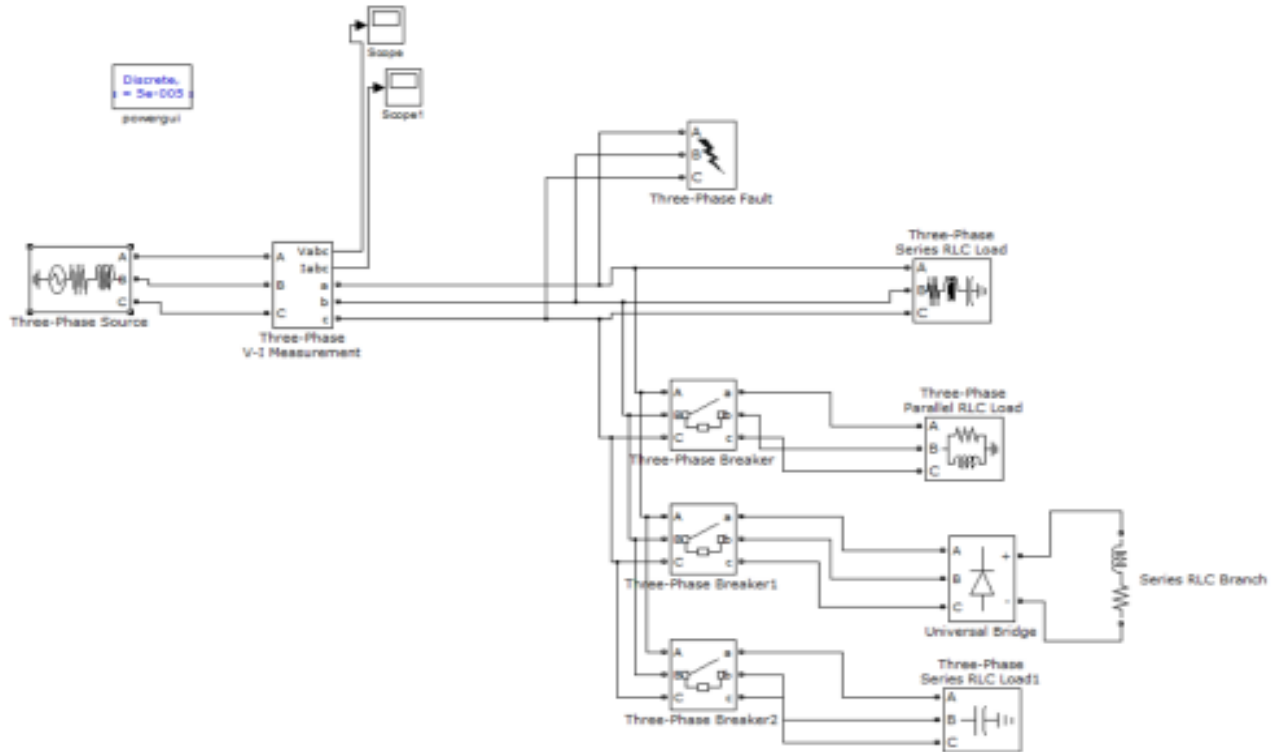 Scope
Discrete,
= 5e-005
powergui
Scope1
A
B
C
Three-Phase Fault
Three-Phase
Series RLC Load
A
B
C
A
B
C
Three-Phase Source
A
B
C
Vabc
Iabc
a
b
c
Three-Phase
V-I Measurement
A
B
C
a
b
c
Three-Phase Breaker
Three-Phase
Parallel RLC Load
A
B
C
A
B
C
a
b
c
Three-Phase Breaker1
A
B
C
+
-
Universal Bridge
Series RLC Branch
A
B
C
a
b
c
Three-Phase Breaker2
Three-Phase
Series RLC Load1
A
B
C